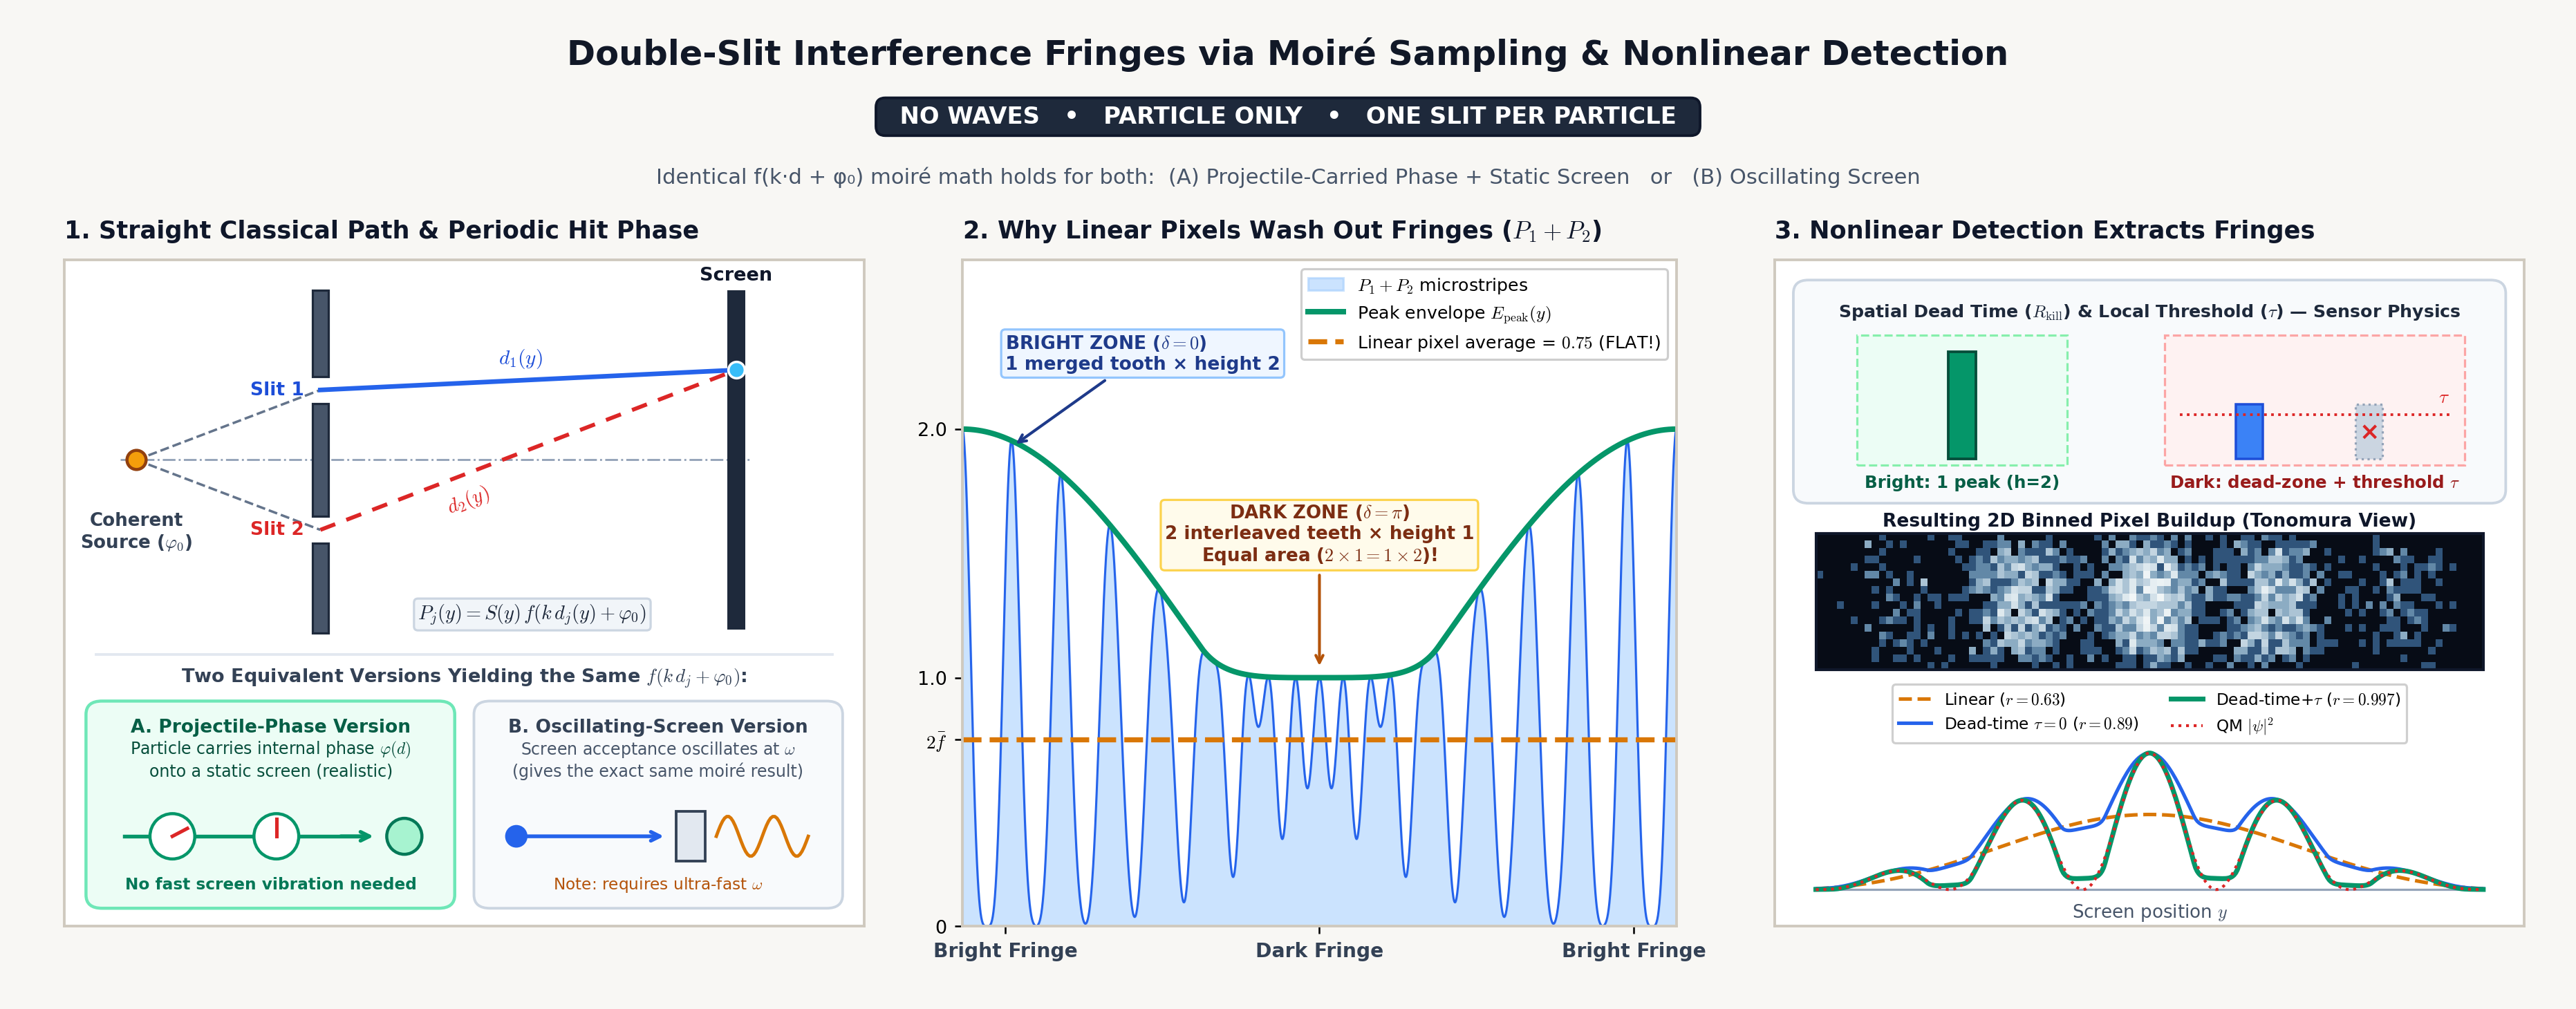 Double-Slit Interference Fringes via Moiré Sampling & Nonlinear Detection
NO WAVES • PARTICLE ONLY • ONE SLIT PER PARTICLE
Identical f(k·d + φ₀) moiré math holds for both: (A) Projectile-Carried Phase + Static Screen or (B) Oscillating Screen
1. Straight Classical Path & Periodic Hit Phase
Screen
d₁(y)
Slit 1
d₂(y)
Slit 2
Coherent
Source (φ₀)
P_j(y) = S(y) f(k d_j(y) + φ₀)
Two Equivalent Versions Yielding the Same f(k d_j + φ₀):
A. Projectile-Phase Version
Particle carries internal phase φ(d)
onto a static screen (realistic)
No fast screen vibration needed
B. Oscillating-Screen Version
Screen acceptance oscillates at ω
(gives the exact same moiré result)
Note: requires ultra-fast ω
2. Why Linear Pixels Wash Out Fringes (P₁ + P₂)
P₁ + P₂ microstripes
Peak envelope E_peak(y)
Linear pixel average = 0.75 (FLAT!)
BRIGHT ZONE (δ = 0)
1 merged tooth × height 2
DARK ZONE (δ = π)
2 interleaved teeth × height 1
Equal area (2 × 1 = 1 × 2)!
2.0
1.0
2f̄
0
Bright Fringe
Dark Fringe
Bright Fringe
3. Nonlinear Detection Extracts Fringes
Spatial Dead Time (R_kill) & Local Threshold (τ) — Sensor Physics
τ
Bright: 1 peak (h=2)
Dark: dead-zone + threshold τ
Resulting 2D Binned Pixel Buildup (Tonomura View)
Linear (r = 0.63)
Dead-time τ = 0 (r = 0.89)
Dead-time+τ (r = 0.997)
QM |ψ|²
Screen position y